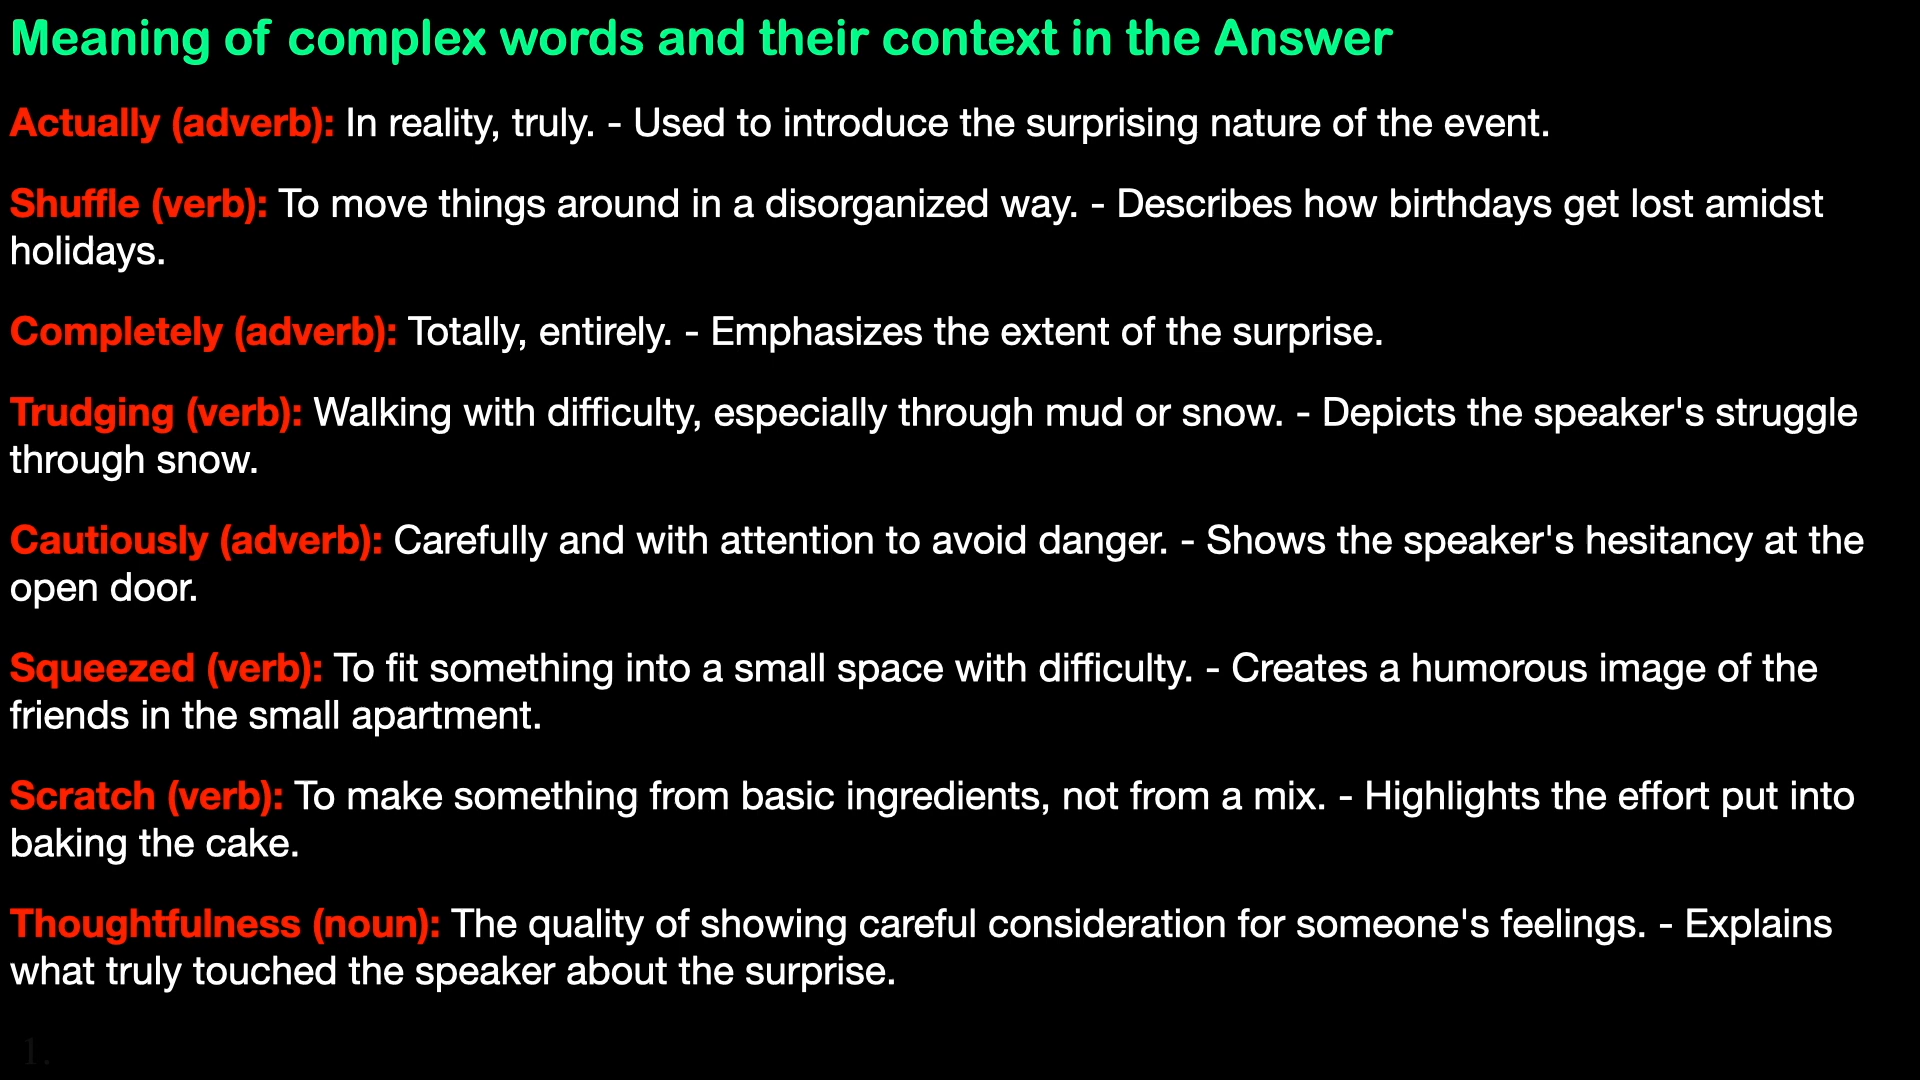 Meaning of complex words and their context in the Answer
Actually (adverb): In reality, truly. - Used to introduce the surprising nature of the event.
Shuffle (verb): To move things around in a disorganized way. - Describes how birthdays get lost amidst
holidays.
Completely (adverb): Totally, entirely. - Emphasizes the extent of the surprise.
Trudging (verb): Walking with difficulty, especially through mud or snow. - Depicts the speaker's struggle
through snow.
Cautiously (adverb): Carefully and with attention to avoid danger. - Shows the speaker's hesitancy at the
open door.
Squeezed (verb): To fit something into a small space with difficulty. - Creates a humorous image of the
friends in the small apartment.
Scratch (verb): To make something from basic ingredients, not from a mix. - Highlights the effort put into
baking the cake.
Thoughtfulness (noun): The quality of showing careful consideration for someone's feelings. - Explains
what truly touched the speaker about the surprise.
1.